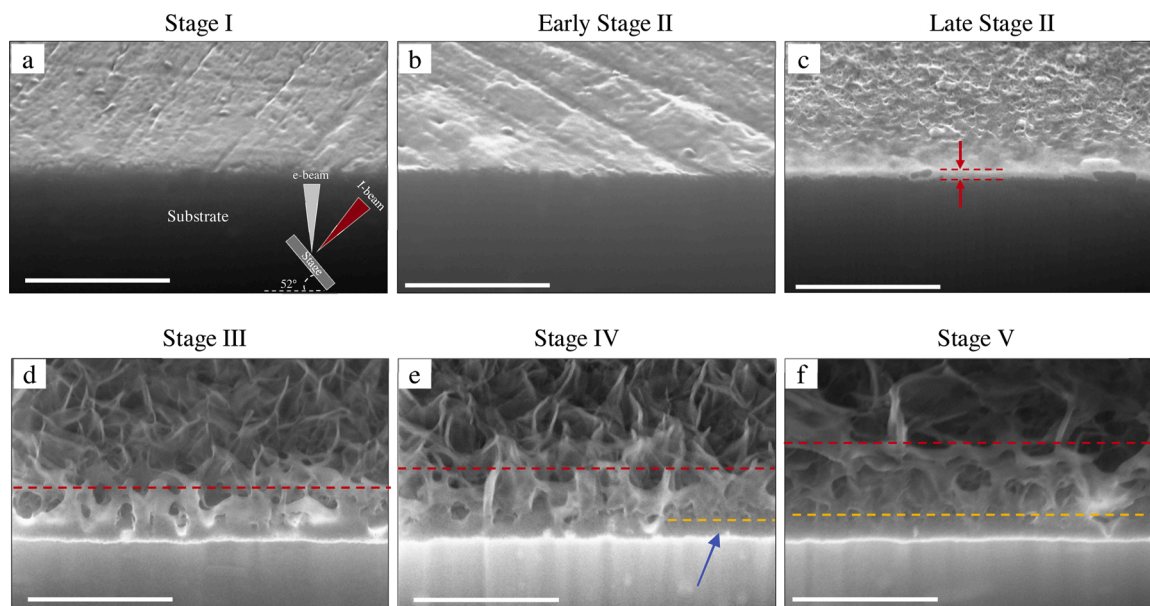 Stage I
Early Stage II
Late Stage II
a
b
c
e-beam
I-beam
Substrate
Stage
52°
Stage III
Stage IV
Stage V
d
e
f